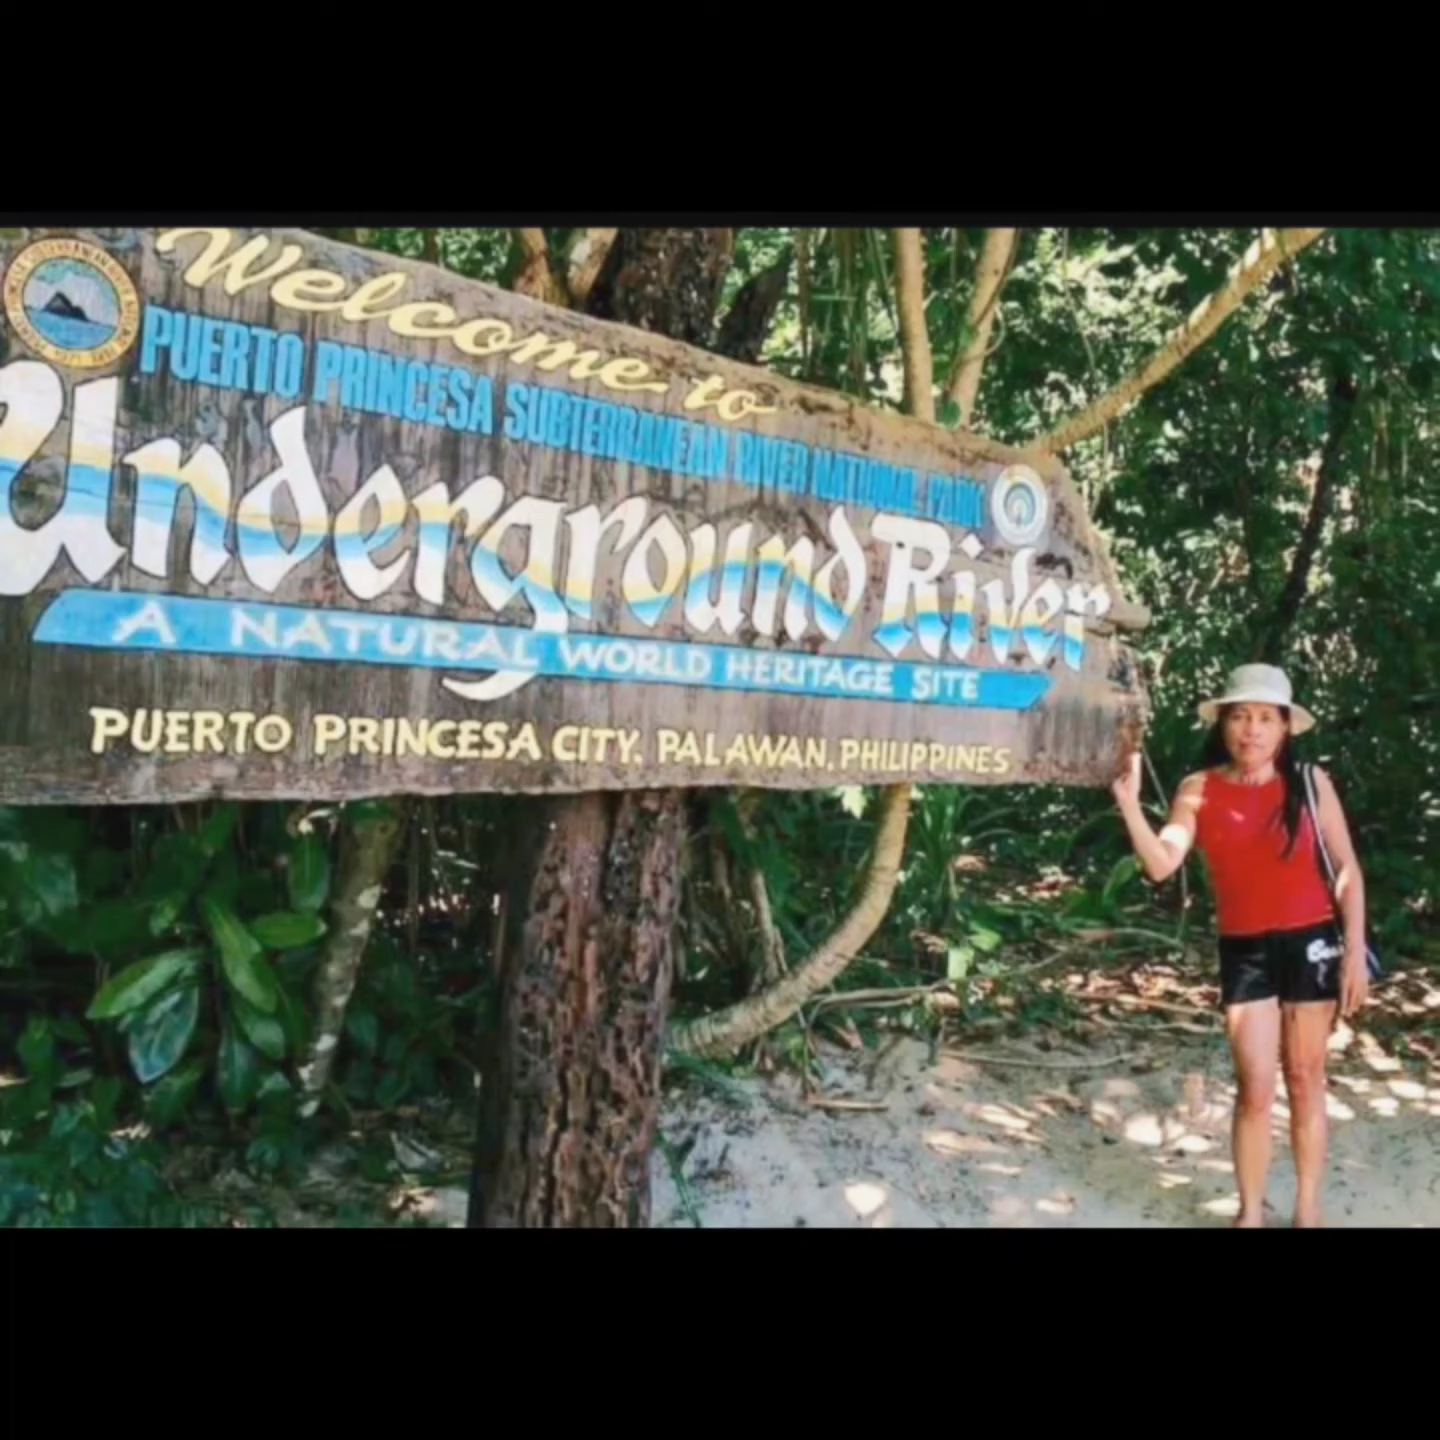 Welcome to
PUERTO PRINCESA SUBTERRANEAN RIVER NATIONAL PARK
Underground River
A NATURAL WORLD HERITAGE SITE
PUERTO PRINCESA CITY, PALAWAN, PHILIPPINES